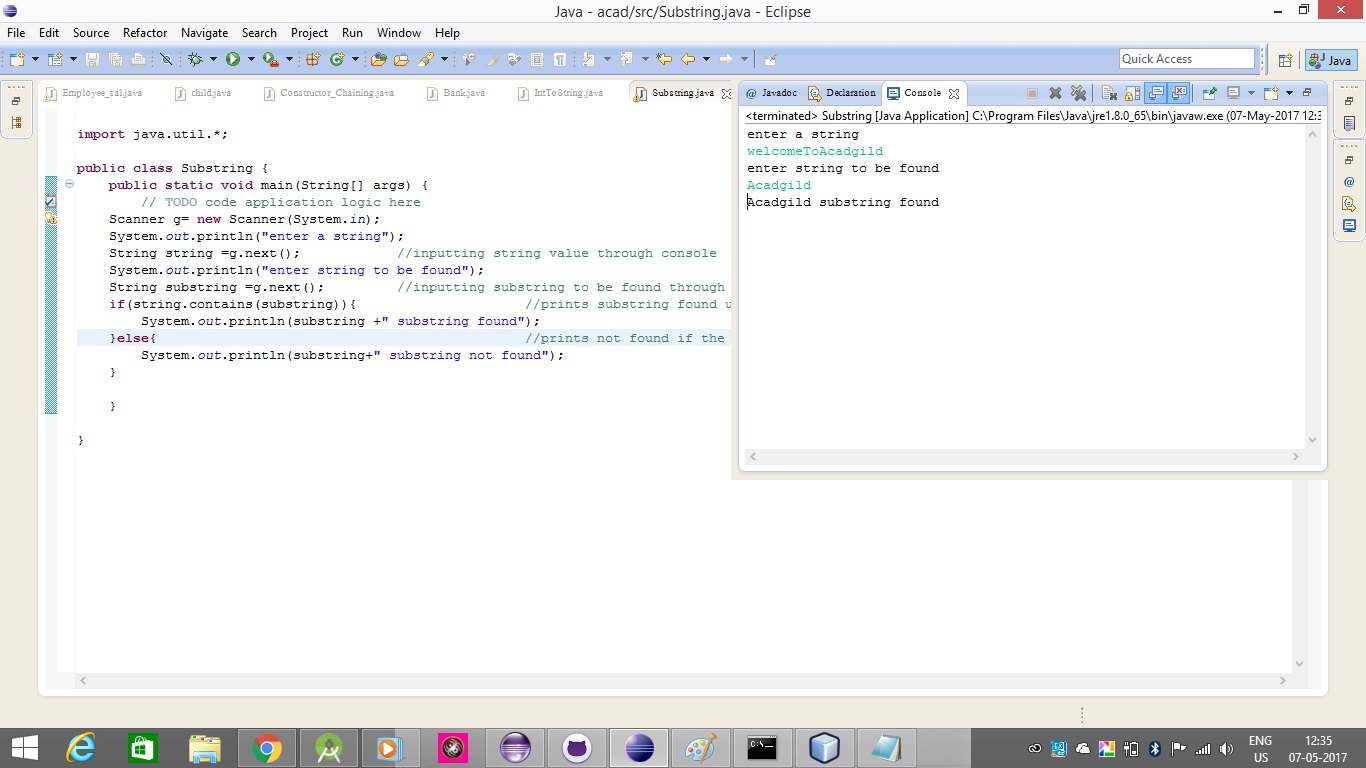 Java - acad/src/Substring.java - Eclipse
File Edit Source Refactor Navigate Search Project Run Window Help
Quick Access
Java
Employee_sal.java child.java Constructor_Chaining.java Bank.java IntToString.java Substring.java
import java.util.*;
public class Substring {
public static void main(String[] args) {
// TODO code application logic here
Scanner g= new Scanner(System.in);
System.out.println("enter a string");
String string =g.next(); //inputting string value through console
System.out.println("enter string to be found");
String substring =g.next(); //inputting substring to be found through
if(string.contains(substring)){ //prints substring found u
System.out.println(substring +" substring found");
}else{ //prints not found if the
System.out.println(substring+" substring not found");
}
}
}
@ Javadoc Declaration Console
<terminated> Substring [Java Application] C:\Program Files\Java\jre1.8.0_65\bin\javaw.exe (07-May-2017 12:3
enter a string
welcomeToAcadgild
enter string to be found
Acadgild
Acadgild substring found
ENG
US
12:35
07-05-2017